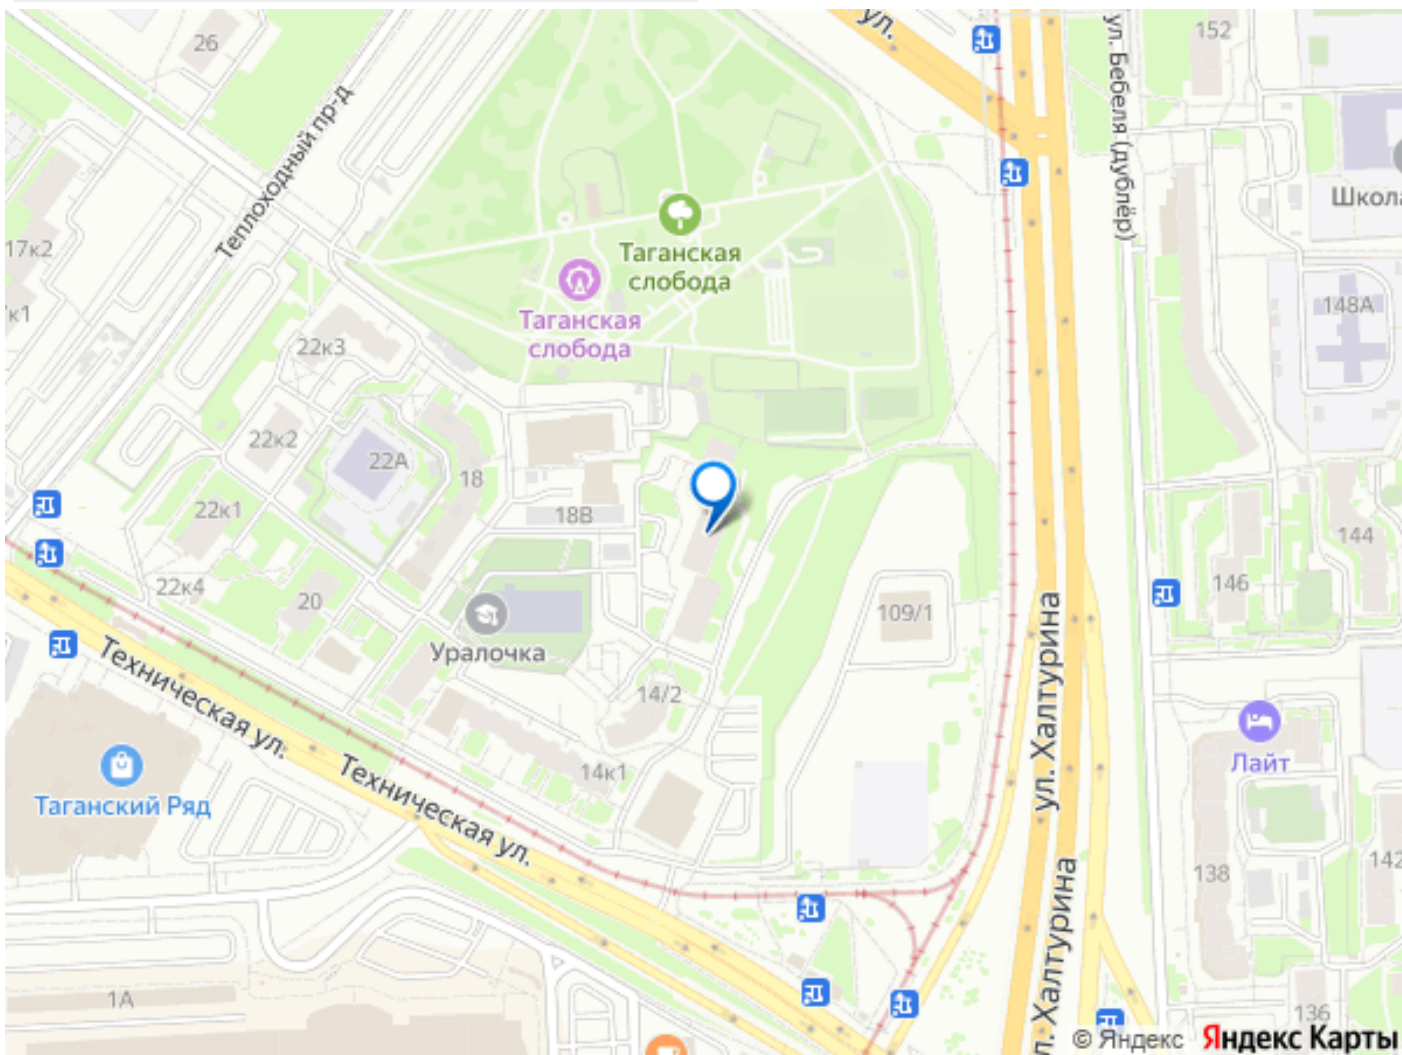 26
ул.
152
ул. Бебеля (дублёр)
Теплоходный пр-д
Школа
17к2
Таганская
слобода
Таганская
слобода
к1
148А
22к3
22к2
22А
18
22к1
18В
144
22к4
20
146
109/1
Уралочка
ул. Халтурина
14/2
Техническая ул.
Лайт
14к1
Таганский Ряд
Техническая ул.
138
142
л. Халтурина
1А
136
© Яндекс Яндекс Карты